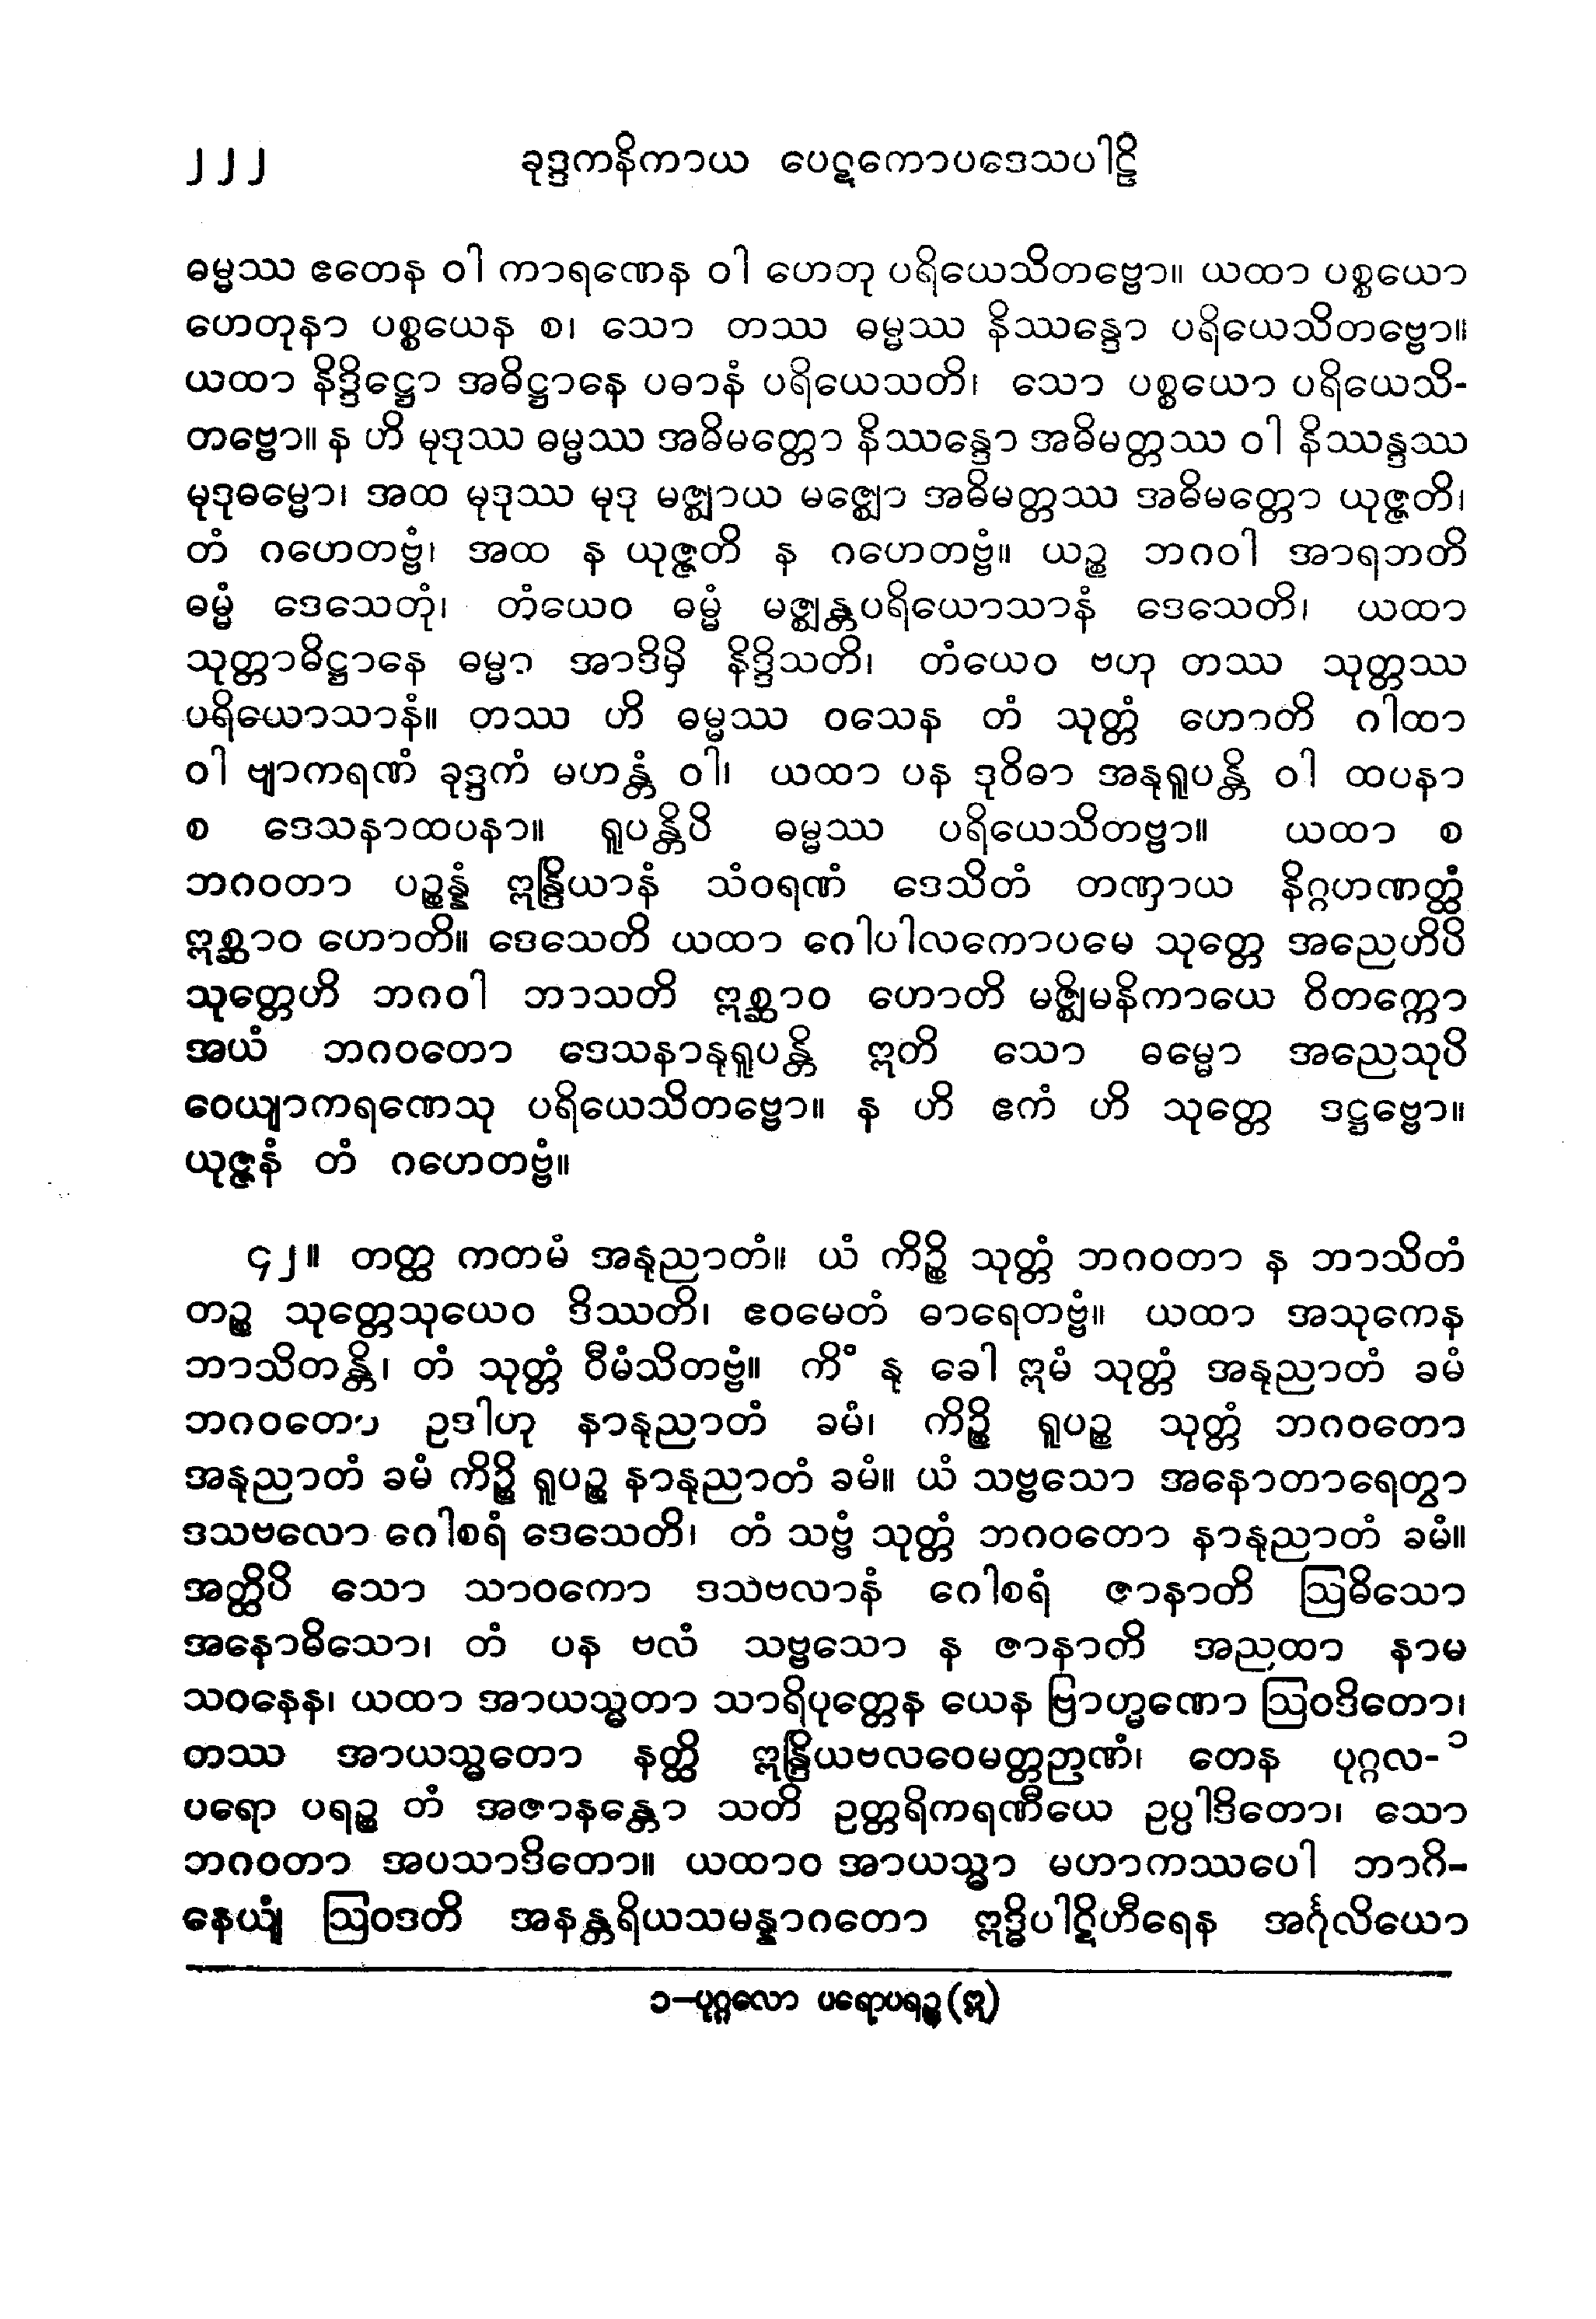 ၂၂၂ ခုဒ္ဒကနိကာယ ပေဋကောပဒေသပါဠိ
ဓမ္မဿ ဧတေန ဝါ ကာရဏေန ဝါ ဟေတု ပရိယေသိတဗ္ဗော။ ယထာ ပစ္စယော
ဟေတုနာ ပစ္စယေန စ၊ သော တဿ ဓမ္မဿ နိဿန္ဒော ပရိယေသိတဗ္ဗော။
ယထာ နိဒ္ဒိဋ္ဌော အဓိဋ္ဌာနေ ပဓာနံ ပရိယေသတိ၊ သော ပစ္စယော ပရိယေသိ-
တဗ္ဗော။ န ဟိ မုဒုဿ ဓမ္မဿ အဓိမတ္တော နိဿန္ဒော အဓိမတ္တဿ ဝါ နိဿန္ဒဿ
မုဒုဓမ္မော၊ အထ မုဒုဿ မုဒု မဇ္ဈာယ မဇ္ဈော အဓိမတ္တဿ အဓိမတ္တော ယုဇ္ဇတိ၊
တံ ဂဟေတဗ္ဗံ၊ အထ န ယုဇ္ဇတိ န ဂဟေတဗ္ဗံ။ ယဉ္စ ဘဂဝါ အာရဘတိ
ဓမ္မံ ဒေသေတုံ၊ တံယေဝ ဓမ္မံ မဇ္ဈန္တပရိယောသာနံ ဒေသေတိ၊ ယထာ
သုတ္တာဓိဋ္ဌာနေ ဓမ္မာ အာဒိမှိ နိဒ္ဒိသတိ၊ တံယေဝ ဗဟု တဿ သုတ္တဿ
ပရိယောသာနံ။ တဿ ဟိ ဓမ္မဿ ဝသေန တံ သုတ္တံ ဟောတိ ဂါထာ
ဝါ ဗျာကရဏံ ခုဒ္ဒကံ မဟန္တံ ဝါ၊ ယထာ ပန ဒုဝိဓာ အနုရူပန္တိ ဝါ ထပနာ
စ ဒေသနာထပနာ။ ရူပန္တိပိ ဓမ္မဿ ပရိယေသိတဗ္ဗာ။ ယထာ စ
ဘဂဝတာ ပဉ္စန္နံ ဣန္ဒြိယာနံ သံဝရဏံ ဒေသိတံ တဏှာယ နိဂ္ဂဟဏတ္ထံ
ဣစ္ဆာဝ ဟောတိ။ ဒေသေတိ ယထာ ဂေါပါလကောပမေ သုတ္တေ အညေဟိပိ
သုတ္တေဟိ ဘဂဝါ ဘာသတိ ဣစ္ဆာဝ ဟောတိ မဇ္ဈိမနိကာယေ ဝိတက္ကော
အယံ ဘဂဝတော ဒေသနာနုရူပန္တိ ဣတိ သော ဓမ္မော အညေသုပိ
ဝေယျာကရဏေသု ပရိယေသိတဗ္ဗော။ န ဟိ ဧကံ ဟိ သုတ္တေ ဒဋ္ဌဗ္ဗော။
ယုဇ္ဇနံ တံ ဂဟေတဗ္ဗံ။
၄၂။ တတ္ထ ကတမံ အနုညာတံ။ ယံ ကိဉ္စိ သုတ္တံ ဘဂဝတာ န ဘာသိတံ
တဉ္စ သုတ္တေသုယေဝ ဒိဿတိ၊ ဧဝမေတံ ဓာရေတဗ္ဗံ။ ယထာ အသုကေန
ဘာသိတန္တိ၊ တံ သုတ္တံ ဝီမံသိတဗ္ဗံ။ ကိံ နု ခေါ ဣမံ သုတ္တံ အနုညာတံ ခမံ
ဘဂဝတော ဥဒါဟု နာနုညာတံ ခမံ၊ ကိဉ္စိ ရူပဉ္စ သုတ္တံ ဘဂဝတော
အနုညာတံ ခမံ ကိဉ္စိ ရူပဉ္စ နာနုညာတံ ခမံ။ ယံ သဗ္ဗသော အနောတာရေတွာ
ဒသဗလော ဂေါစရံ ဒေသေတိ၊ တံ သဗ္ဗံ သုတ္တံ ဘဂဝတော နာနုညာတံ ခမံ။
အတ္ထိပိ သော သာဝကော ဒသဗလာနံ ဂေါစရံ ဇာနာတိ ဩဓိသော
အနောဓိသော၊ တံ ပန ဗလံ သဗ္ဗသော န ဇာနာတိ အညထာ နာမ
သဝနေန၊ ယထာ အာယသ္မတာ သာရိပုတ္တေန ယေန ဗြာဟ္မဏော ဩဝဒိတော၊
တဿ အာယသ္မတော နတ္ထိ ဣန္ဒြိယဗလဝေမတ္တဉာဏံ၊ တေန ပုဂ္ဂလ-၁
ပရော ပရဉ္စ တံ အဇာနန္တော သတိ ဥတ္တရိကရဏီယေ ဥပ္ပါဒိတော၊ သော
ဘဂဝတာ အပသာဒိတော။ ယထာဝ အာယသ္မာ မဟာကဿပေါ ဘာဂိ-
နေယျံ ဩဝဒတိ အနန္တရိယသမန္နာဂတော ဣဒ္ဓိပါဋိဟီရေန အင်္ဂုလိယော
၁-ပုဂ္ဂလော ပရောပရဉ္စ (ဣ)